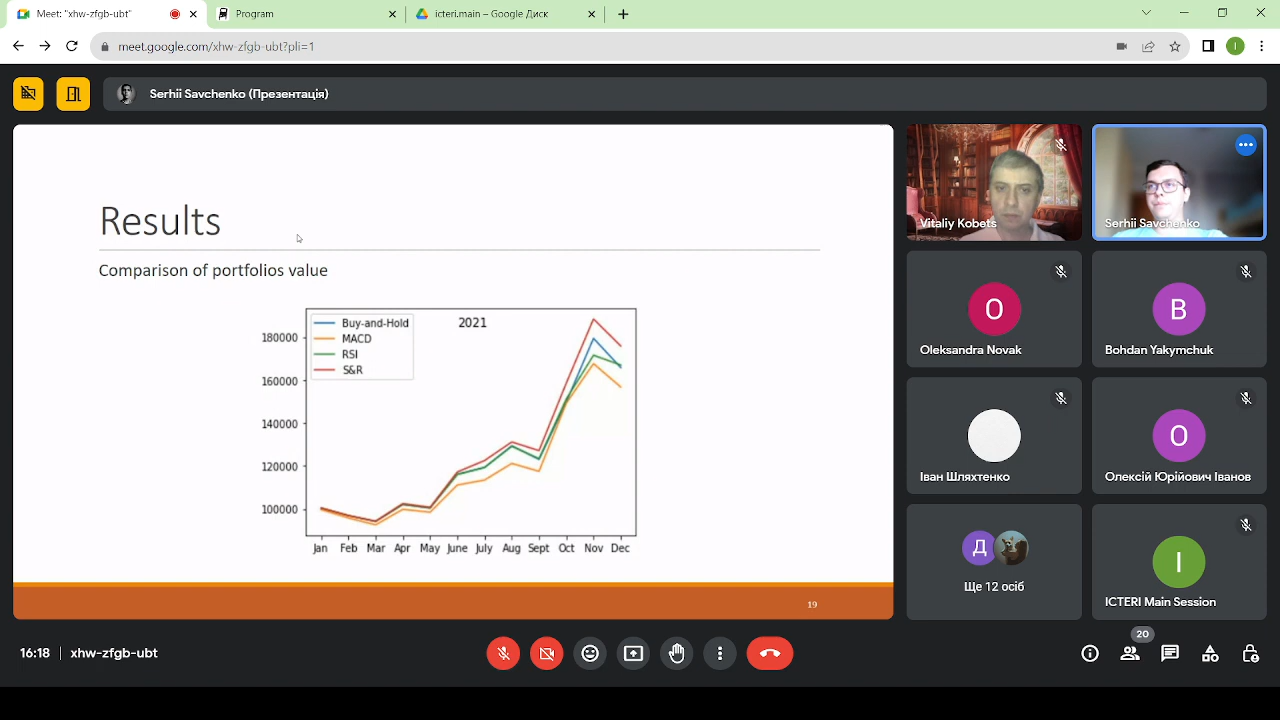 Meet: "xhw-zfgb-ubt"
Program
icteri.main – Google Диск
meet.google.com/xhw-zfgb-ubt?pli=1
I
Serhii Savchenko (Презентація)
Results
Comparison of portfolios value
2021
Buy-and-Hold
MACD
RSI
S&R
180000
160000
140000
120000
100000
Jan Feb Mar Apr May June July Aug Sept Oct Nov Dec
19
Vitaliy Kobets
Serhii Savchenko
O
Oleksandra Novak
B
Bohdan Yakymchuk
Іван Шляхтенко
О
Олексій Юрійович Іванов
Д
Ще 12 осіб
I
ICTERI Main Session
16:18 | xhw-zfgb-ubt
20